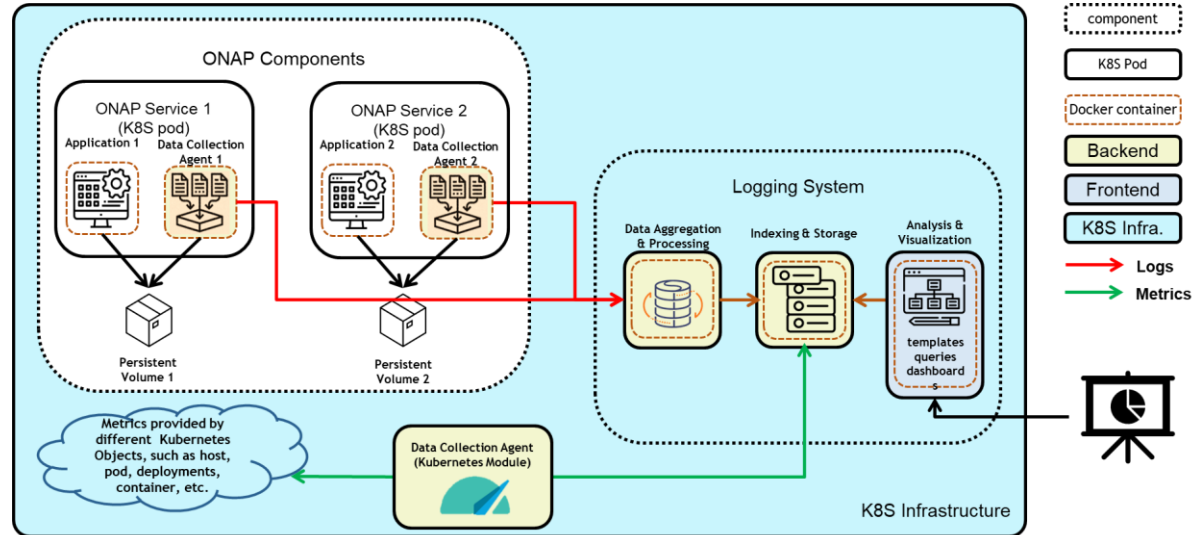 ONAP Components
ONAP Service 1
(K8S pod)
Application 1
Data Collection
Agent 1
ONAP Service 2
(K8S pod)
Application 2
Data Collection
Agent 2
Persistent
Volume 1
Persistent
Volume 2
Logging System
Data Aggregation
& Processing
Indexing & Storage
Analysis &
Visualization
templates
queries
dashboard
s
Metrics provided by
different Kubernetes
Objects, such as host,
pod, deployments,
container, etc.
Data Collection Agent
(Kubernetes Module)
K8S Infrastructure
component
K8S Pod
Docker container
Backend
Frontend
K8S Infra.
Logs
Metrics